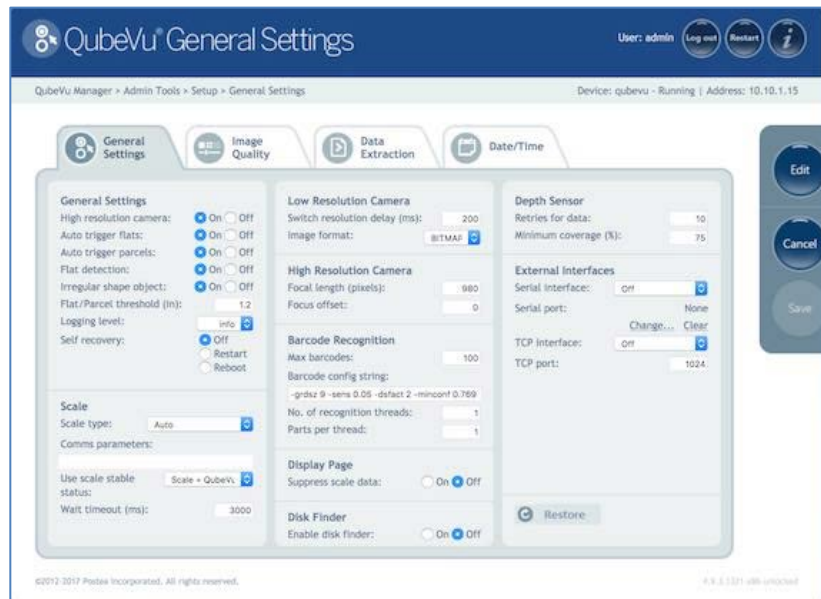 QubeVu® General Settings
User: admin
Log out
Restart
i
QubeVu Manager > Admin Tools > Setup > General Settings
Device: qubevu - Running | Address: 10.10.1.15
General Settings
Image Quality
Data Extraction
Date/Time
Edit
Cancel
Save
General Settings
High resolution camera: On Off
Auto trigger flats: On Off
Auto trigger parcels: On Off
Flat detection: On Off
Irregular shape object: On Off
Flat/Parcel threshold (in): 1.2
Logging level: info
Self recovery: Off
Restart
Reboot
Scale
Scale type: Auto
Comms parameters:
Use scale stable status: Scale + QubeVu
Wait timeout (ms): 3000
Low Resolution Camera
Switch resolution delay (ms): 200
Image format: BITMAP
High Resolution Camera
Focal length (pixels): 980
Focus offset: 0
Barcode Recognition
Max barcodes: 100
Barcode config string:
-grdsz 9 -sens 0.05 -dsfact 2 -minconf 0.769
No. of recognition threads: 1
Parts per thread: 1
Display Page
Suppress scale data: On Off
Disk Finder
Enable disk finder: On Off
Depth Sensor
Retries for data: 10
Minimum coverage (%): 75
External Interfaces
Serial interface: Off
Serial port: None
Change... Clear
TCP interface: Off
TCP port: 1024
Restore
©2012-2017 Postea Incorporated. All rights reserved.